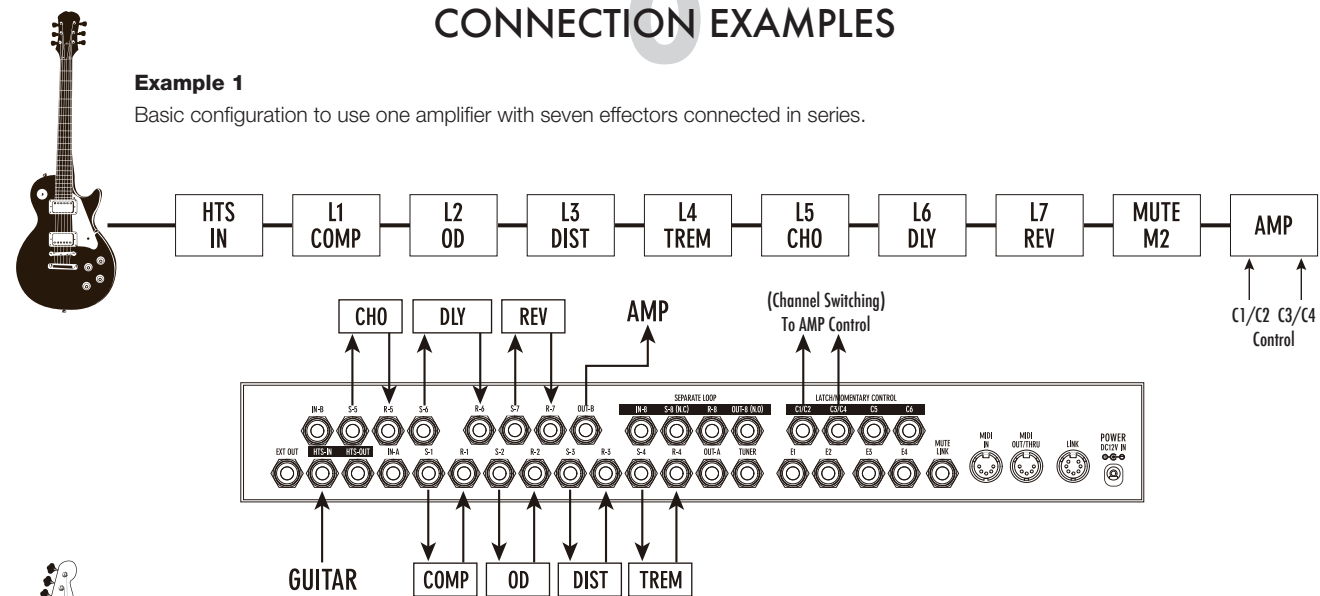 CONNECTION EXAMPLES
Example 1
Basic configuration to use one amplifier with seven effectors connected in series.
HTS IN
L1 COMP
L2 OD
L3 DIST
L4 TREM
L5 CHO
L6 DLY
L7 REV
MUTE M2
AMP
C1/C2 C3/C4
Control
CHO
DLY
REV
AMP
(Channel Switching)
To AMP Control
SEPARATE LOOP
LATCH/MOMENTARY CONTROL
IN-B S-5 R-5 S-6 R-6 S-7 R-7 OUT-B IN-8 S-8 (N.C) R-8 OUT-8 (N.O) C1/C2 C3/C4 C5 C6
EXT OUT HTS-IN HTS-OUT IN-A S-1 R-1 S-2 R-2 S-3 R-3 S-4 R-4 OUT-A TUNER E1 E2 E3 E4 MUTE LINK MIDI IN MIDI OUT/THRU LINK POWER DC12V IN
GUITAR
COMP
OD
DIST
TREM